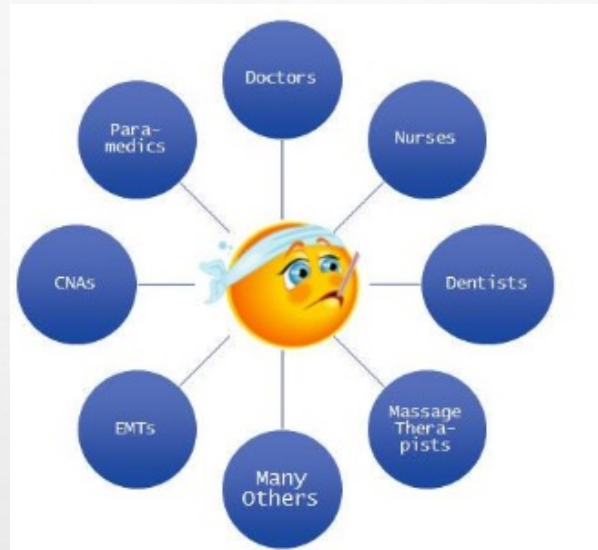 Doctors
Nurses
Dentists
Massage
Thera-
pists
Many
Others
EMTs
CNAs
Para-
medics